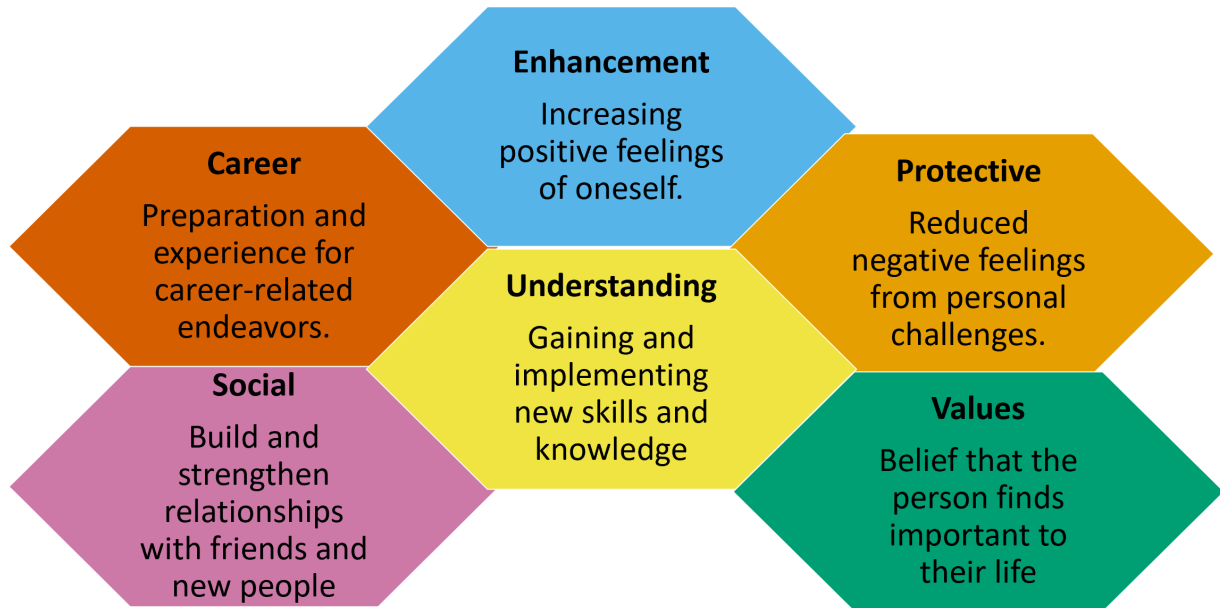 Enhancement
Increasing
positive feelings
of oneself.
Career
Preparation and
experience for
career-related
endeavors.
Protective
Reduced
negative feelings
from personal
challenges.
Understanding
Gaining and
implementing
new skills and
knowledge
Social
Build and
strengthen
relationships
with friends and
new people
Values
Belief that the
person finds
important to
their life